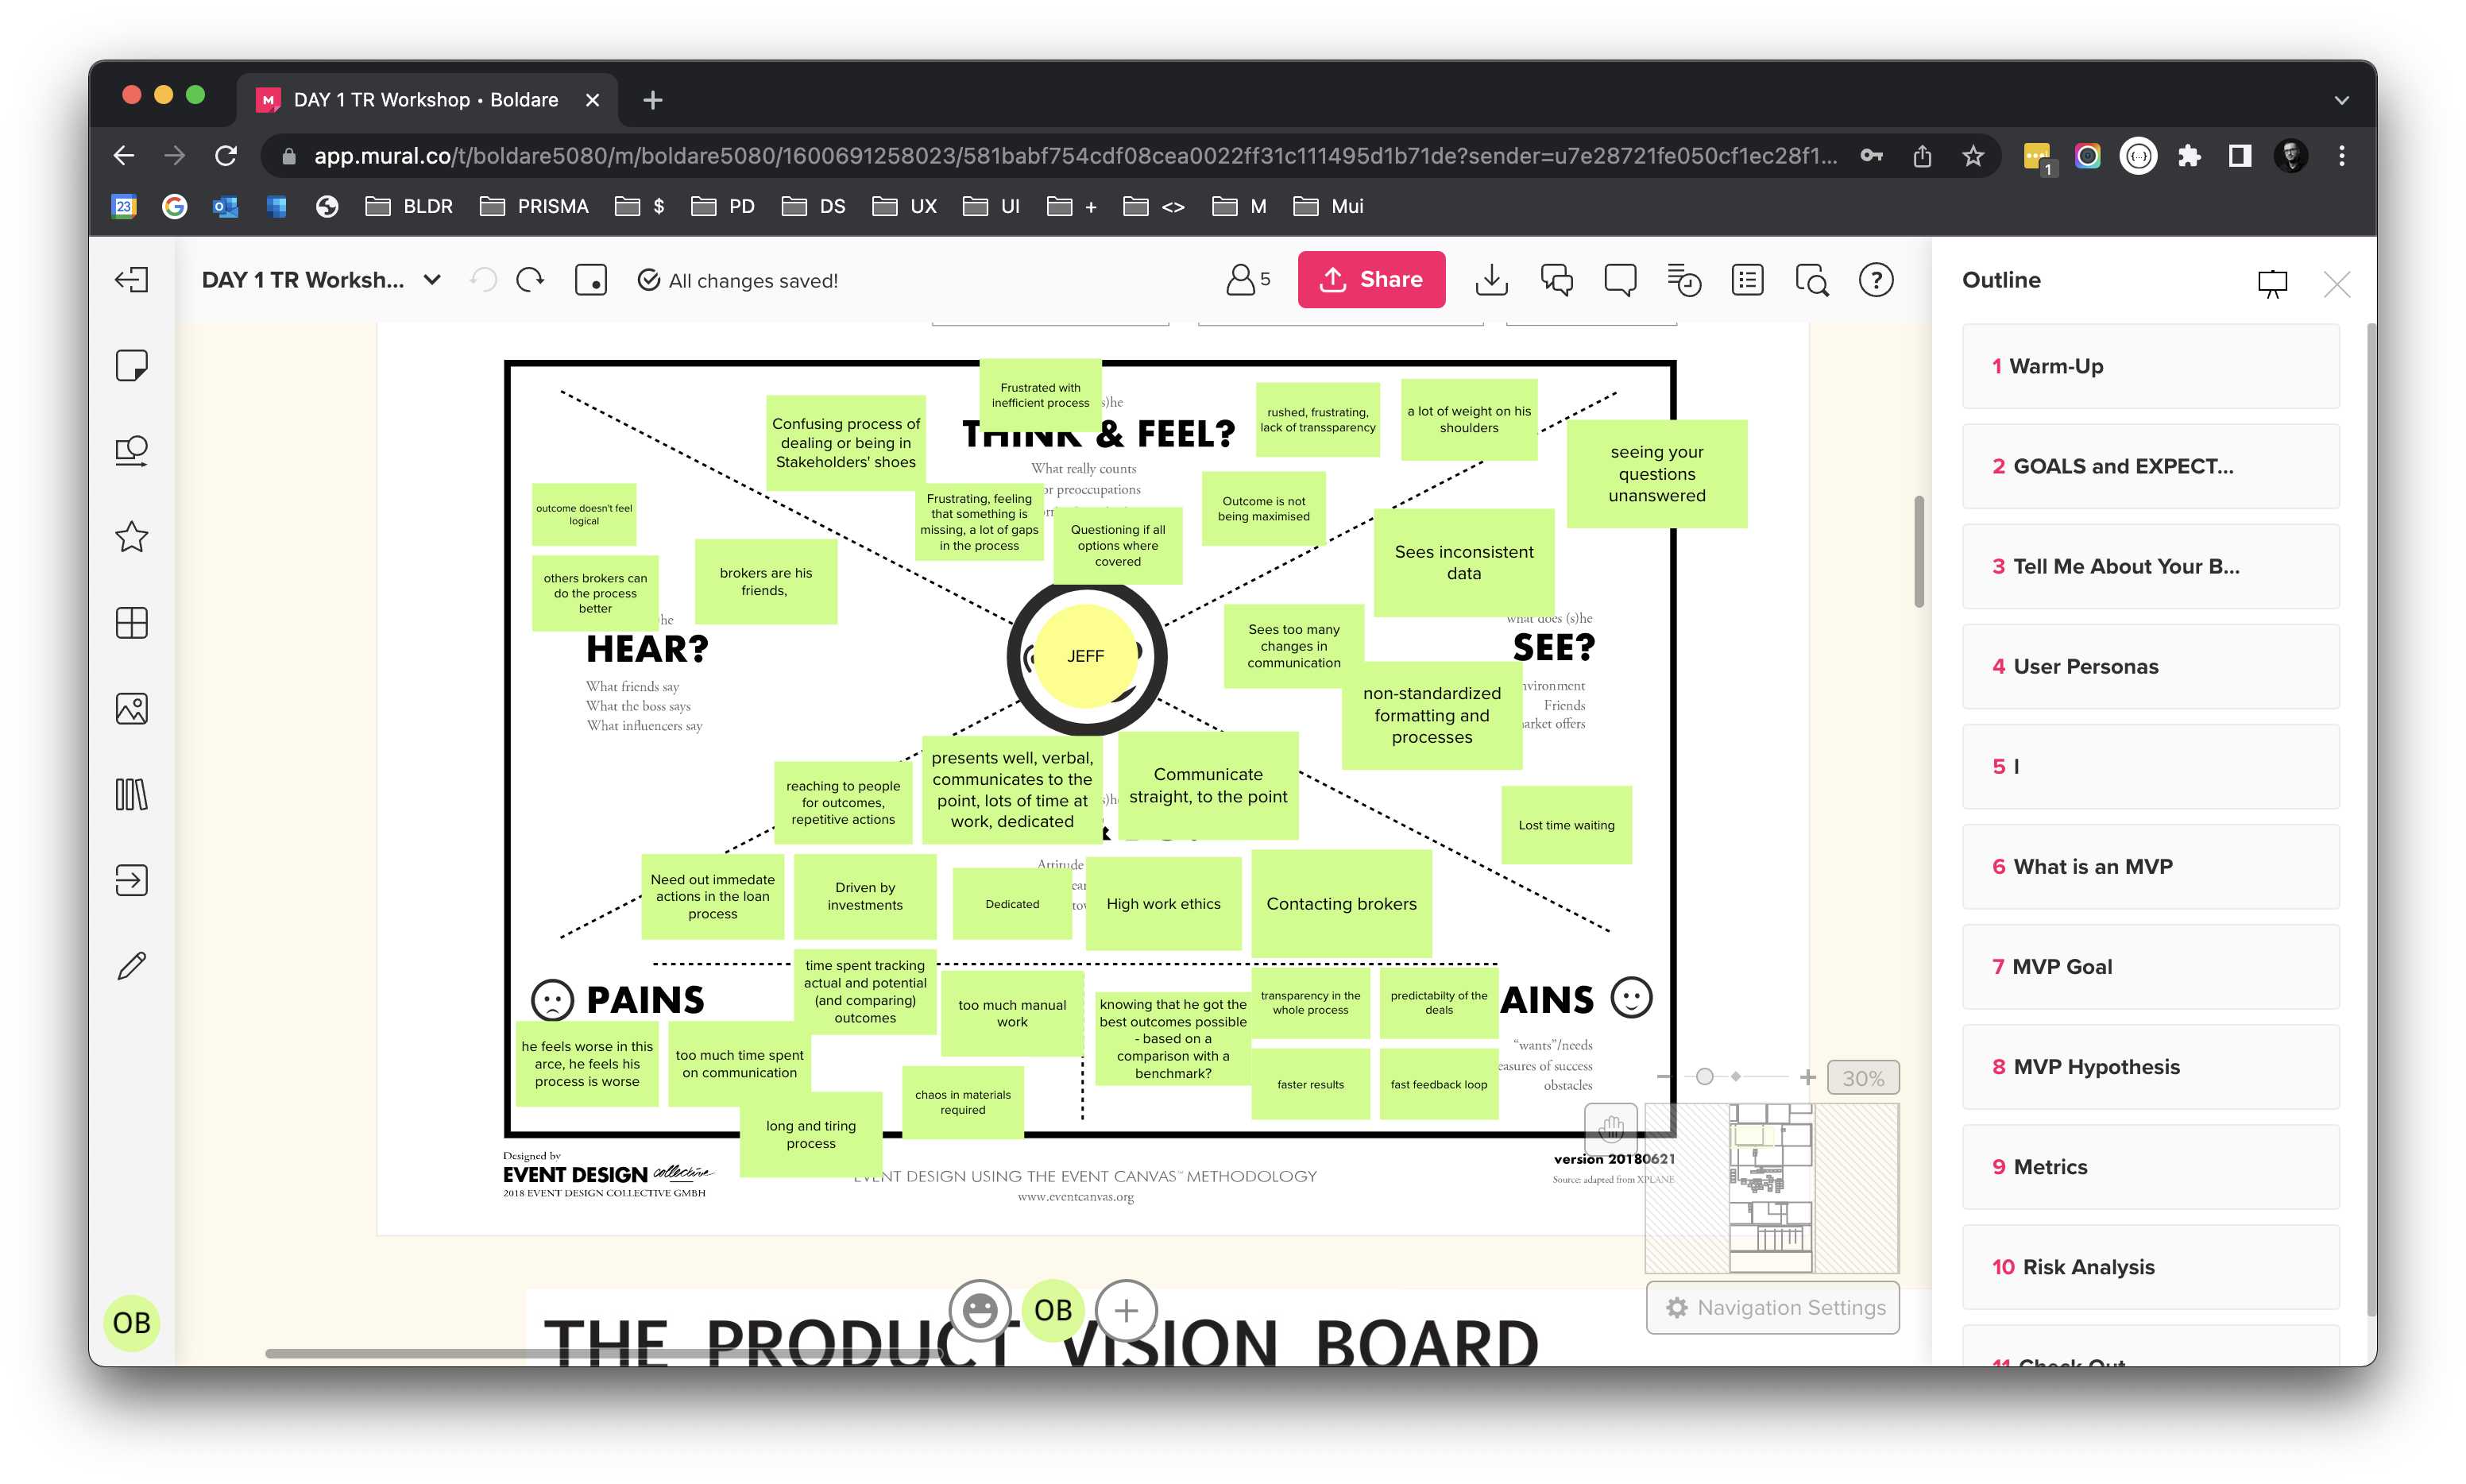 DAY 1 TR Workshop • Boldare
app.mural.co/t/boldare5080/m/boldare5080/1600691258023/581babf754cdf08cea0022ff31c111495d1b71de?sender=u7e28721fe050cf1ec28f1...
1
23
BLDR
PRISMA
$
PD
DS
UX
UI
+
<>
M
Mui
DAY 1 TR Worksh...
All changes saved!
5
Share
?
Outline
1 Warm-Up
2 GOALS and EXPECT...
3 Tell Me About Your B...
4 User Personas
5 I
6 What is an MVP
7 MVP Goal
8 MVP Hypothesis
9 Metrics
10 Risk Analysis
11 Check Out
Frustrated with
inefficient process
(s)he
THINK & FEEL?
What really counts
or preoccupations
Confusing process of
dealing or being in
Stakeholders' shoes
rushed, frustrating,
lack of transsparency
a lot of weight on his
shoulders
seeing your
questions
unanswered
Frustrating, feeling
that something is
missing, a lot of gaps
in the process
Questioning if all
options where
covered
Outcome is not
being maximised
outcome doesn't feel
logical
others brokers can
do the process
better
brokers are his
friends,
he
HEAR?
What friends say
What the boss says
What influencers say
JEFF
Sees inconsistent
data
what does (s)he
SEE?
Sees too many
changes in
communication
nvironment
Friends
arket offers
non-standardized
formatting and
processes
Lost time waiting
reaching to people
for outcomes,
repetitive actions
presents well, verbal,
communicates to the
point, lots of time at
work, dedicated
Communicate
straight, to the point
Attitude
Need out immedate
actions in the loan
process
Driven by
investments
Dedicated
High work ethics
Contacting brokers
PAINS
time spent tracking
actual and potential
(and comparing)
outcomes
too much manual
work
he feels worse in this
arce, he feels his
process is worse
too much time spent
on communication
long and tiring
process
chaos in materials
required
knowing that he got the
best outcomes possible
- based on a
comparison with a
benchmark?
transparency in the
whole process
predictabilty of the
deals
faster results
fast feedback loop
AINS
"wants"/needs
easures of success
obstacles
30%
Designed by
EVENT DESIGN collective
2018 EVENT DESIGN COLLECTIVE GMBH
EVENT DESIGN USING THE EVENT CANVAS™ METHODOLOGY
www.eventcanvas.org
version 20180621
Source: adapted from XPLANE
Navigation Settings
OB
OB
THE PRODUCT VISION BOARD